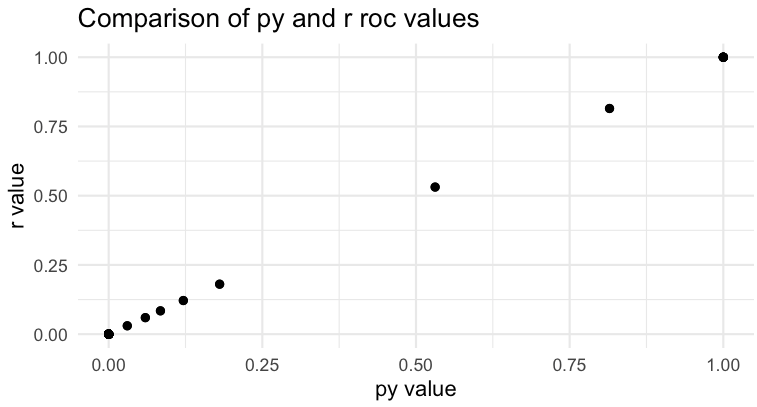 Comparison of py and r roc values
1.00
0.75
0.50
0.25
0.00
r value
0.00 0.25 0.50 0.75 1.00
py value